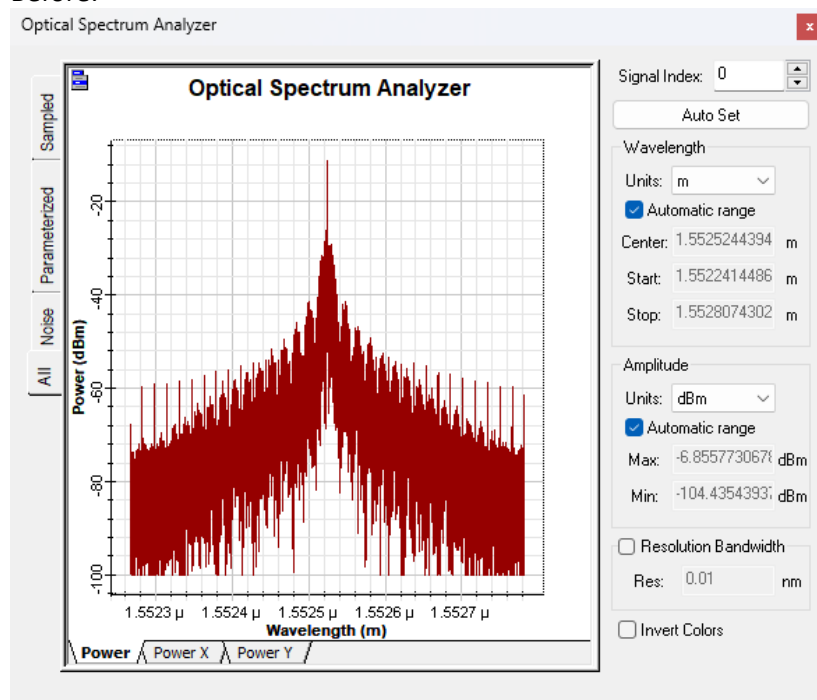 Before:
Optical Spectrum Analyzer
x
Optical Spectrum Analyzer
Sampled
Parameterized
Noise
All
Power (dBm)
-20
-40
-60
-80
-100
1.5523 µ 1.5524 µ 1.5525 µ 1.5526 µ 1.5527 µ
Wavelength (m)
Power Power X Power Y
Signal Index: 0
Auto Set
Wavelength
Units: m
Automatic range
Center: 1.5525244394 m
Start: 1.5522414486 m
Stop: 1.5528074302 m
Amplitude
Units: dBm
Automatic range
Max: -6.855773067 dBm
Min: -104.4354393 dBm
Resolution Bandwidth
Res: 0.01 nm
Invert Colors